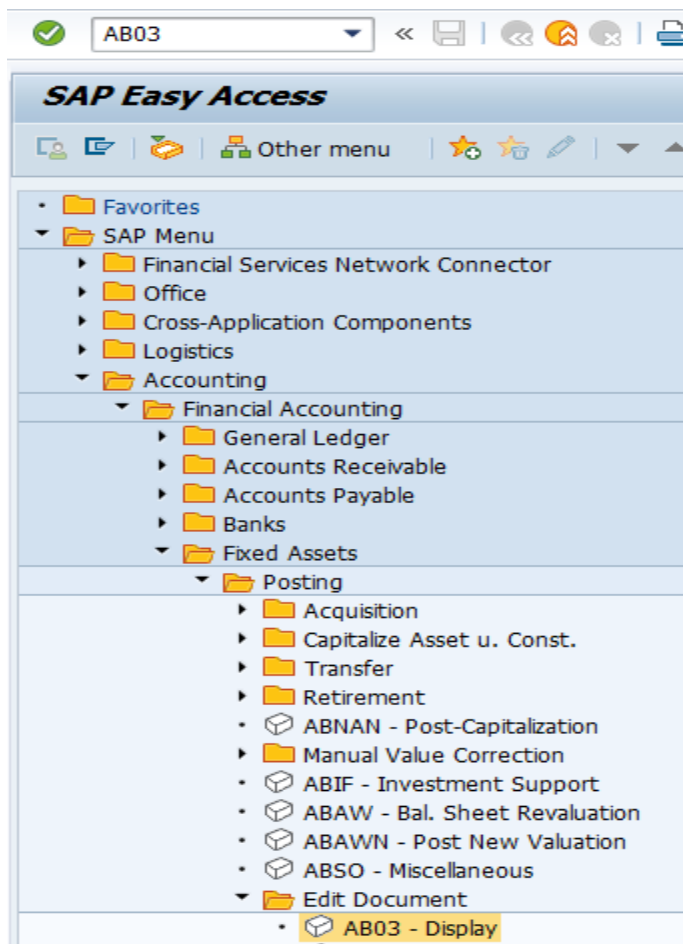 AB03
SAP Easy Access
Other menu
Favorites
SAP Menu
Financial Services Network Connector
Office
Cross-Application Components
Logistics
Accounting
Financial Accounting
General Ledger
Accounts Receivable
Accounts Payable
Banks
Fixed Assets
Posting
Acquisition
Capitalize Asset u. Const.
Transfer
Retirement
ABNAN - Post-Capitalization
Manual Value Correction
ABIF - Investment Support
ABAW - Bal. Sheet Revaluation
ABAWN - Post New Valuation
ABSO - Miscellaneous
Edit Document
AB03 - Display